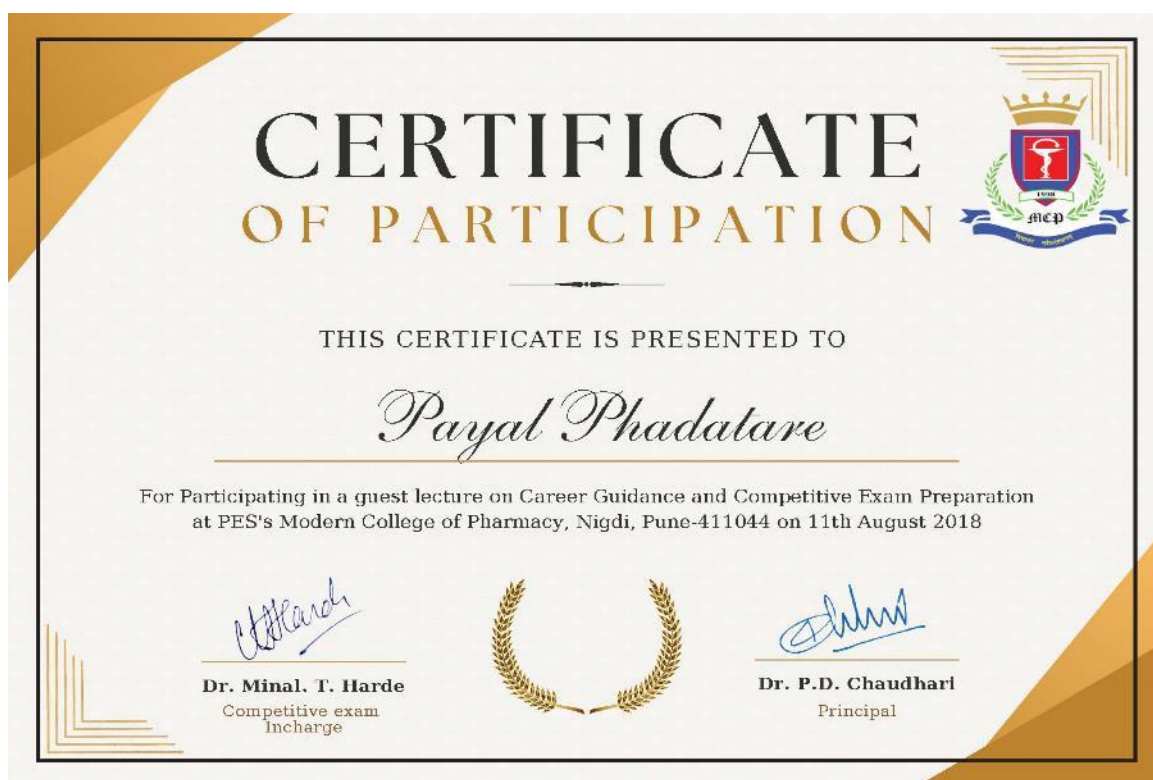 CERTIFICATE
OF PARTICIPATION
MCP
THIS CERTIFICATE IS PRESENTED TO
Payal Phadatare
For Participating in a guest lecture on Career Guidance and Competitive Exam Preparation
at PES's Modern College of Pharmacy, Nigdi, Pune-411044 on 11th August 2018
Dr. Minal. T. Harde
Competitive exam
Incharge
Dr. P.D. Chaudhari
Principal